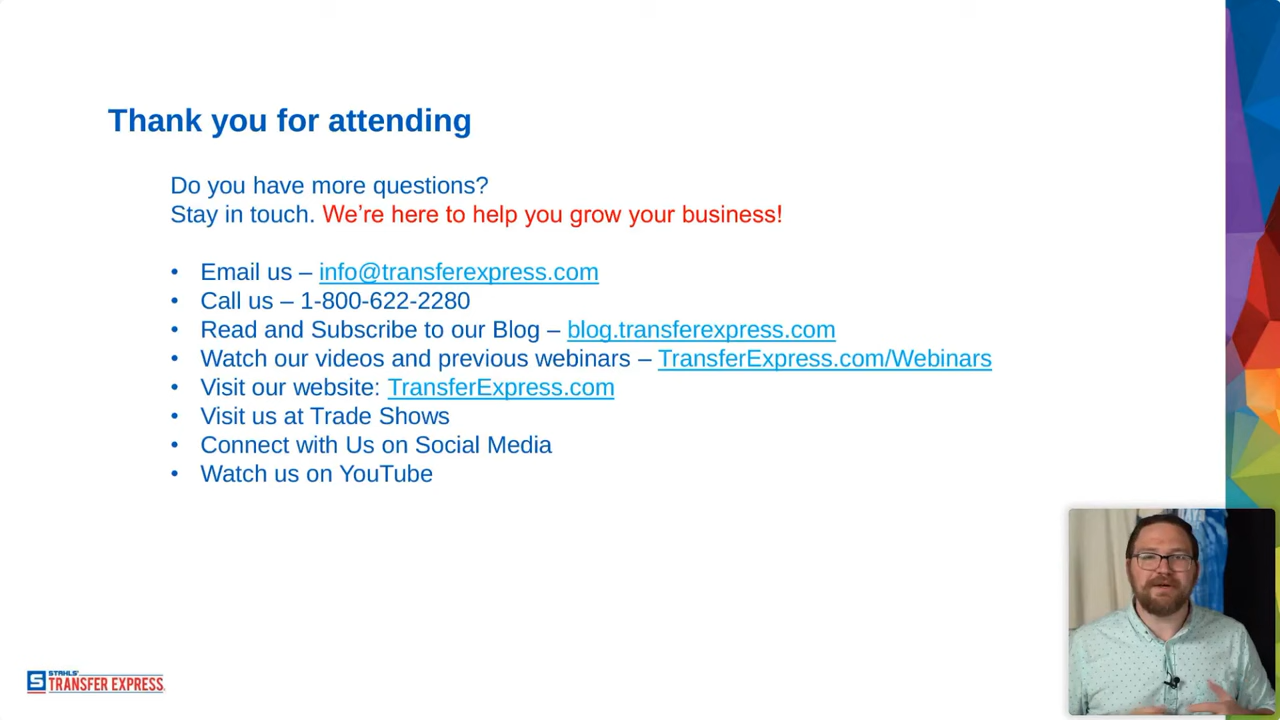 Thank you for attending
Do you have more questions?
Stay in touch. We’re here to help you grow your business!
• Email us – info@transferexpress.com
• Call us – 1-800-622-2280
• Read and Subscribe to our Blog – blog.transferexpress.com
• Watch our videos and previous webinars – TransferExpress.com/Webinars
• Visit our website: TransferExpress.com
• Visit us at Trade Shows
• Connect with Us on Social Media
• Watch us on YouTube
S STAHLS'
TRANSFER EXPRESS